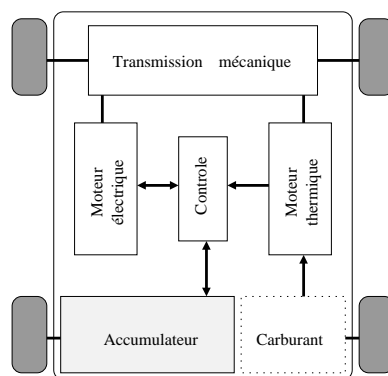 Transmission mécanique
Moteur
électrique
Controle
Moteur
thermique
Accumulateur
Carburant